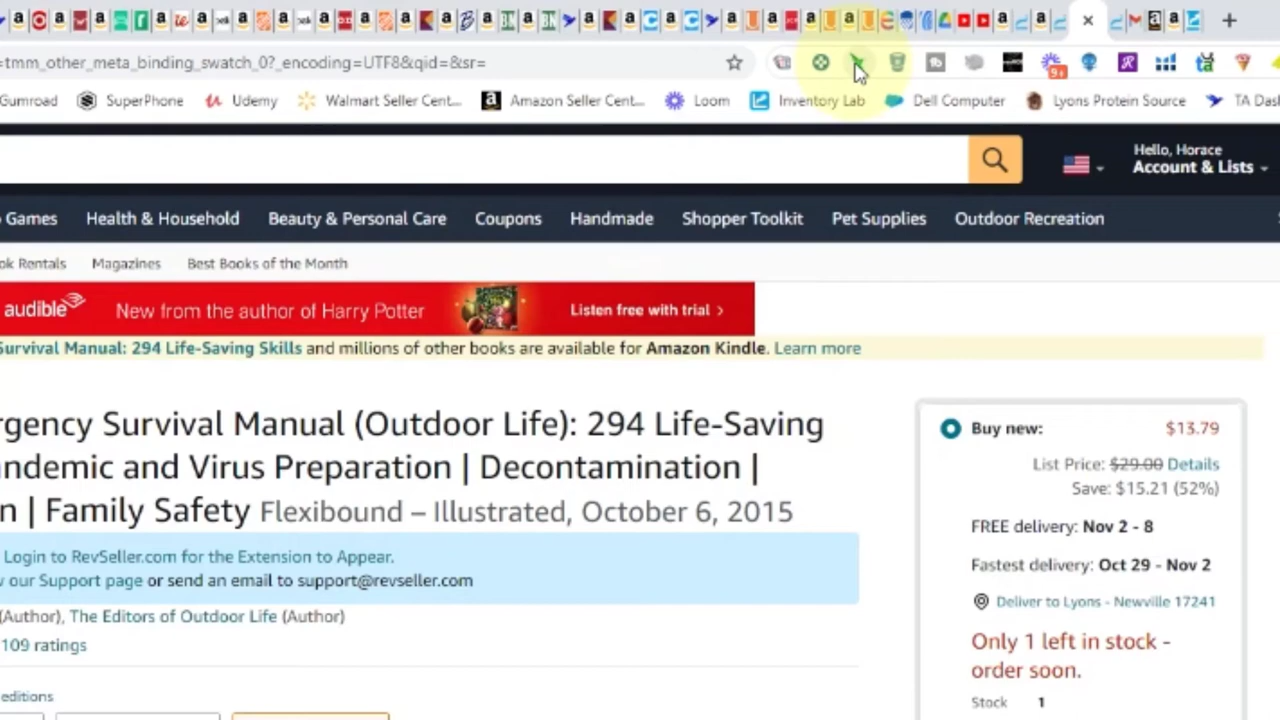 =tmm_other_meta_binding_swatch_0?_encoding=UTF8&qid=&sr=
9+
Gumroad SuperPhone Udemy Walmart Seller Cent... Amazon Seller Cent... Loom Inventory Lab Dell Computer Lyons Protein Source TA Das
Hello, Horace
Account & Lists
Games Health & Household Beauty & Personal Care Coupons Handmade Shopper Toolkit Pet Supplies Outdoor Recreation
ok Rentals Magazines Best Books of the Month
audible New from the author of Harry Potter Listen free with trial >
Survival Manual: 294 Life-Saving Skills and millions of other books are available for Amazon Kindle. Learn more
rgency Survival Manual (Outdoor Life): 294 Life-Saving
andemic and Virus Preparation | Decontamination |
n | Family Safety Flexibound – Illustrated, October 6, 2015
Login to RevSeller.com for the Extension to Appear.
w our Support page or send an email to support@revseller.com
(Author), The Editors of Outdoor Life (Author)
109 ratings
editions
Buy new: $13.79
List Price: $29.00 Details
Save: $15.21 (52%)
FREE delivery: Nov 2 - 8
Fastest delivery: Oct 29 - Nov 2
Deliver to Lyons - Newville 17241
Only 1 left in stock -
order soon.
Stock 1